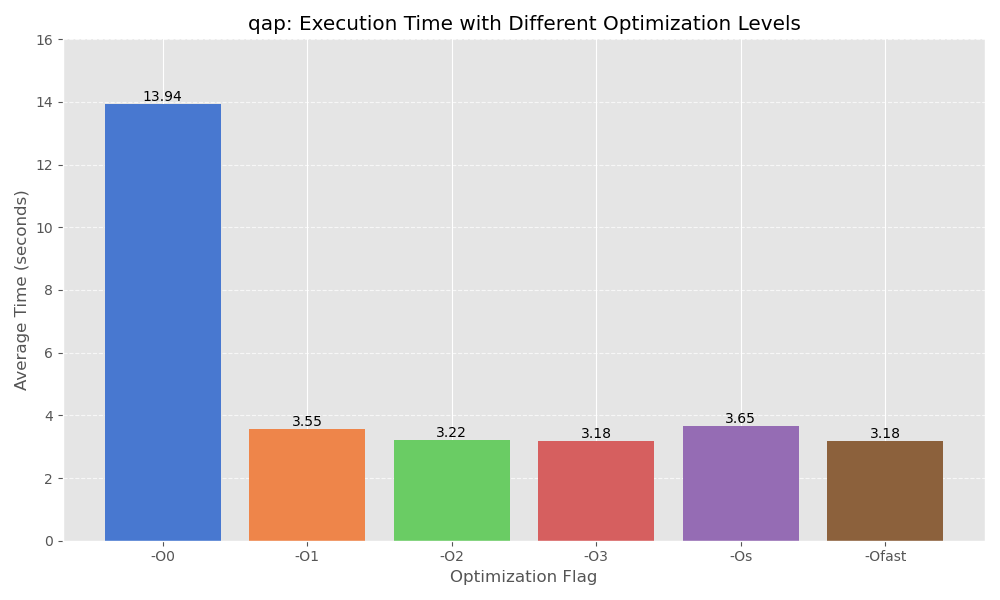 qap: Execution Time with Different Optimization Levels
Average Time (seconds)
16
14
12
10
8
6
4
2
0
13.94
3.55
3.22
3.18
3.65
3.18
-O0
-O1
-O2
-O3
-Os
-Ofast
Optimization Flag